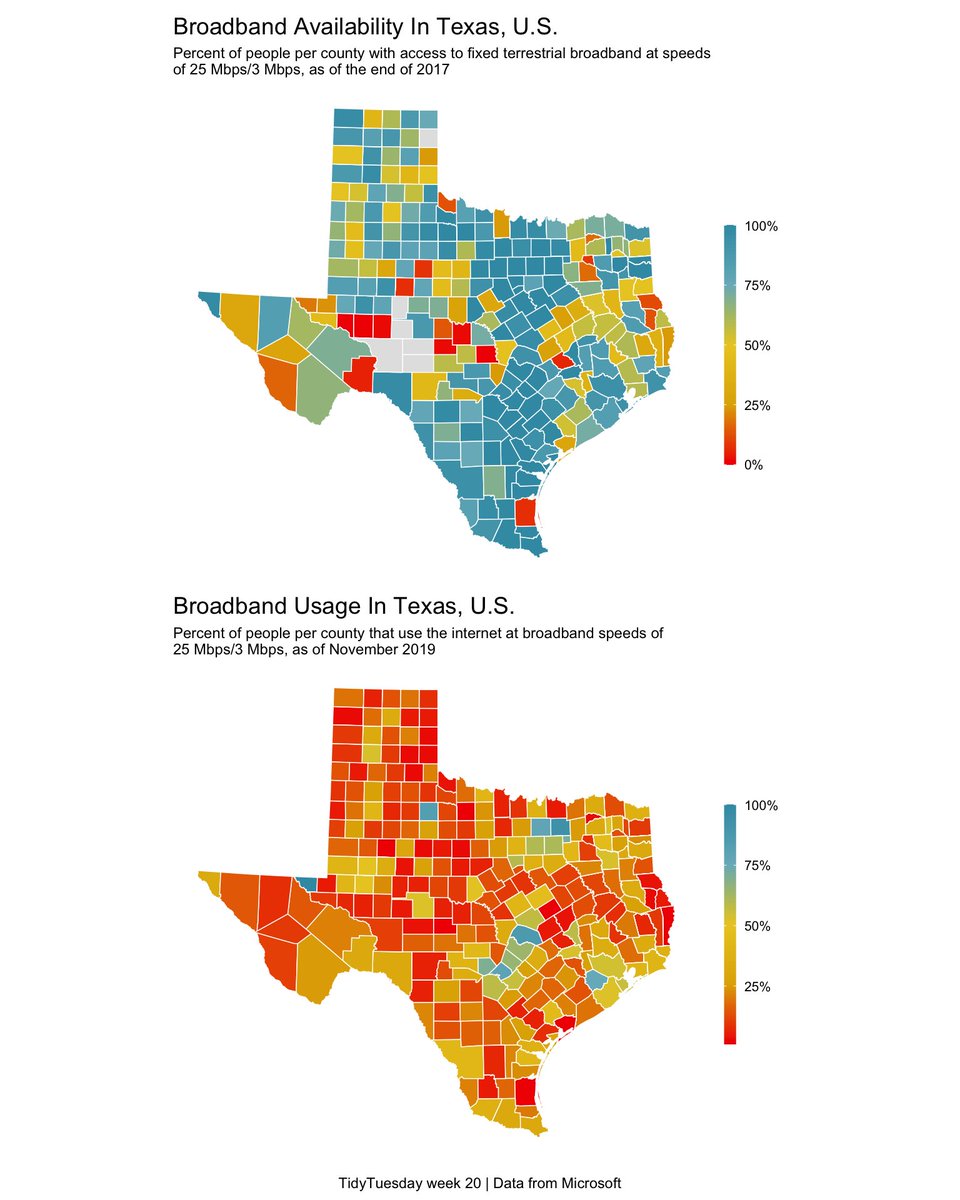 Broadband Availability In Texas, U.S.
Percent of people per county with access to fixed terrestrial broadband at speeds
of 25 Mbps/3 Mbps, as of the end of 2017
100%
75%
50%
25%
0%
Broadband Usage In Texas, U.S.
Percent of people per county that use the internet at broadband speeds of
25 Mbps/3 Mbps, as of November 2019
100%
75%
50%
25%
TidyTuesday week 20 | Data from Microsoft